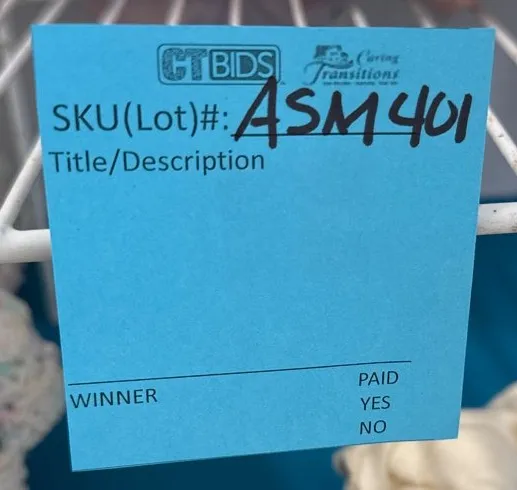 CTBIDS Caring Transitions
SKU(Lot)#: ASM401
Title/Description
WINNER PAID
YES
NO